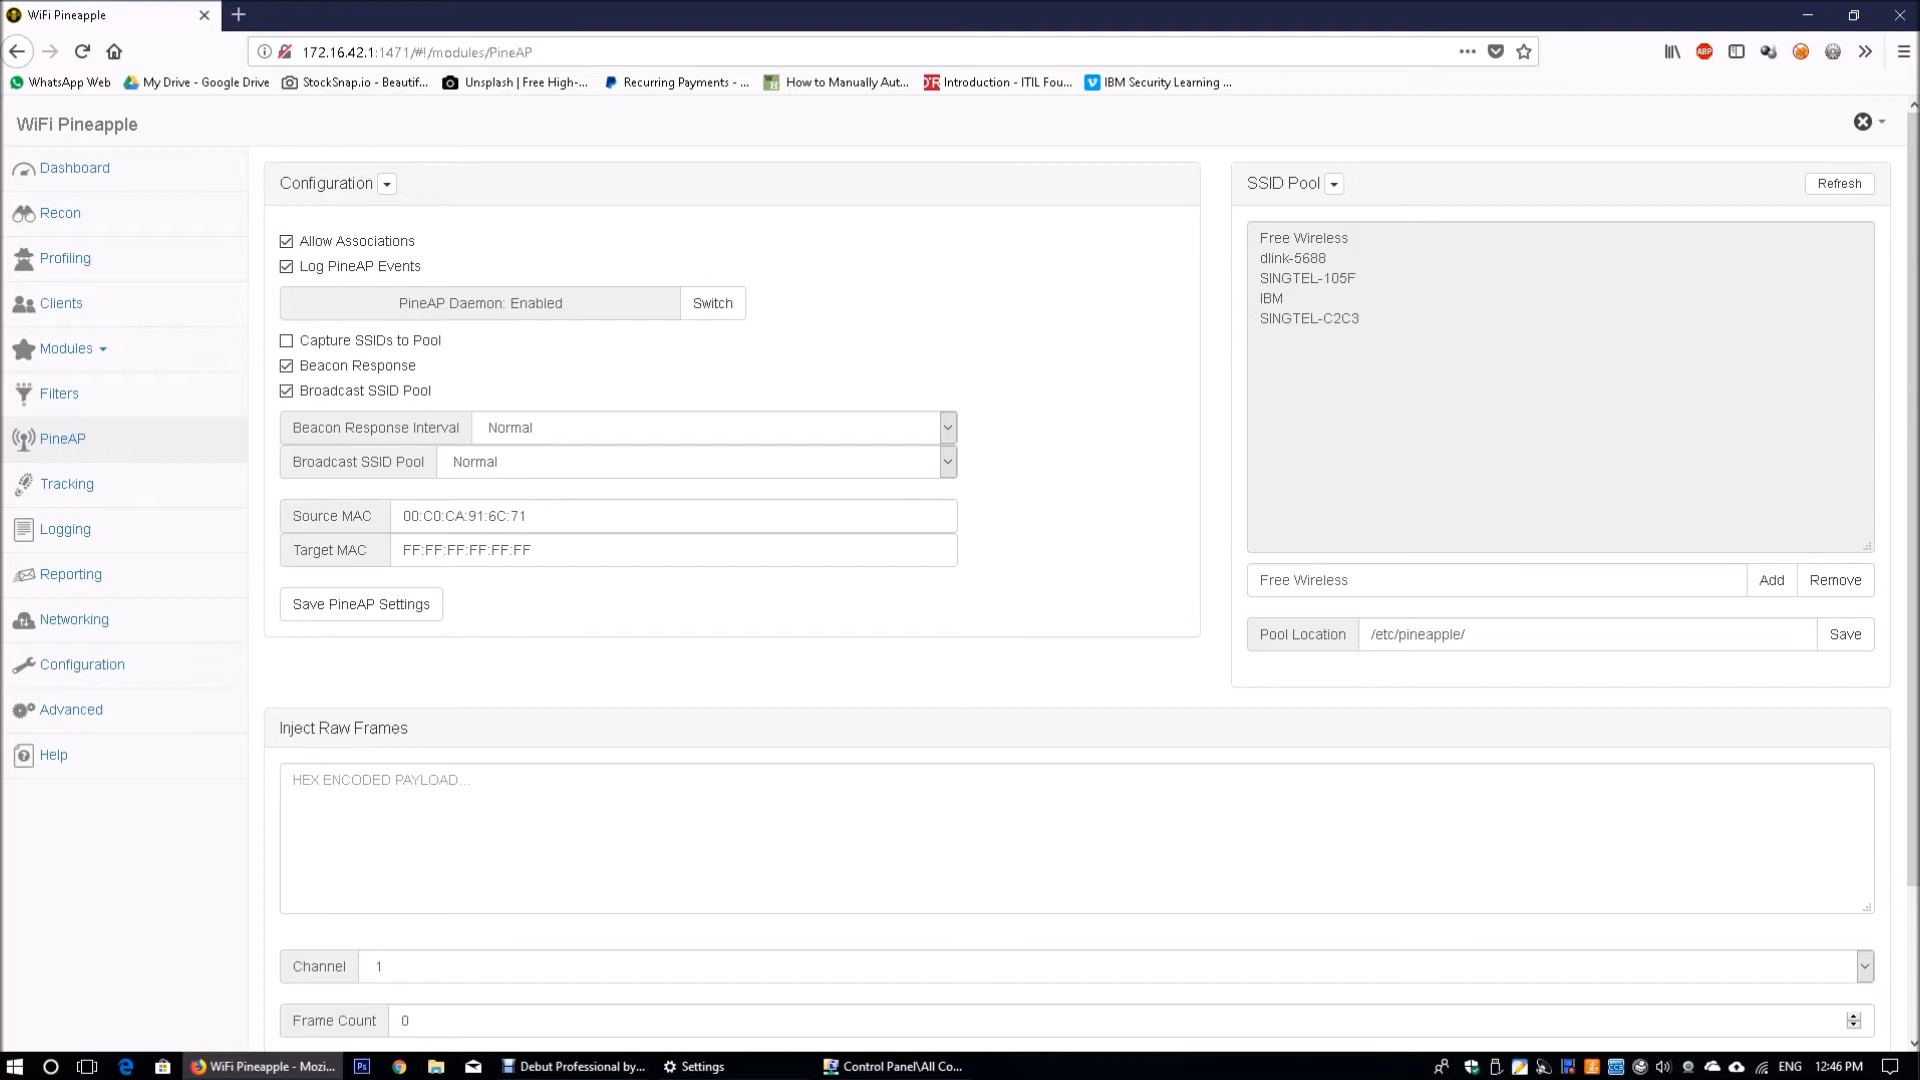 WiFi Pineapple
172.16.42.1:1471/#!/modules/PineAP
WhatsApp Web
My Drive - Google Drive
StockSnap.io - Beautif...
Unsplash | Free High-...
Recurring Payments - ...
How to Manually Aut...
Introduction - ITIL Fou...
IBM Security Learning ...
WiFi Pineapple
Dashboard
Recon
Profiling
Clients
Modules
Filters
PineAP
Tracking
Logging
Reporting
Networking
Configuration
Advanced
Help
Configuration
Allow Associations
Log PineAP Events
PineAP Daemon: Enabled
Switch
Capture SSIDs to Pool
Beacon Response
Broadcast SSID Pool
Beacon Response Interval Normal
Broadcast SSID Pool Normal
Source MAC 00:C0:CA:91:6C:71
Target MAC FF:FF:FF:FF:FF:FF
Save PineAP Settings
SSID Pool
Refresh
Free Wireless
dlink-5688
SINGTEL-105F
IBM
SINGTEL-C2C3
Free Wireless Add Remove
Pool Location /etc/pineapple/ Save
Inject Raw Frames
HEX ENCODED PAYLOAD...
Channel 1
Frame Count 0
WiFi Pineapple - Mozi...
Ps
Debut Professional by...
Settings
Control Panel\All Co...
ENG
12:46 PM